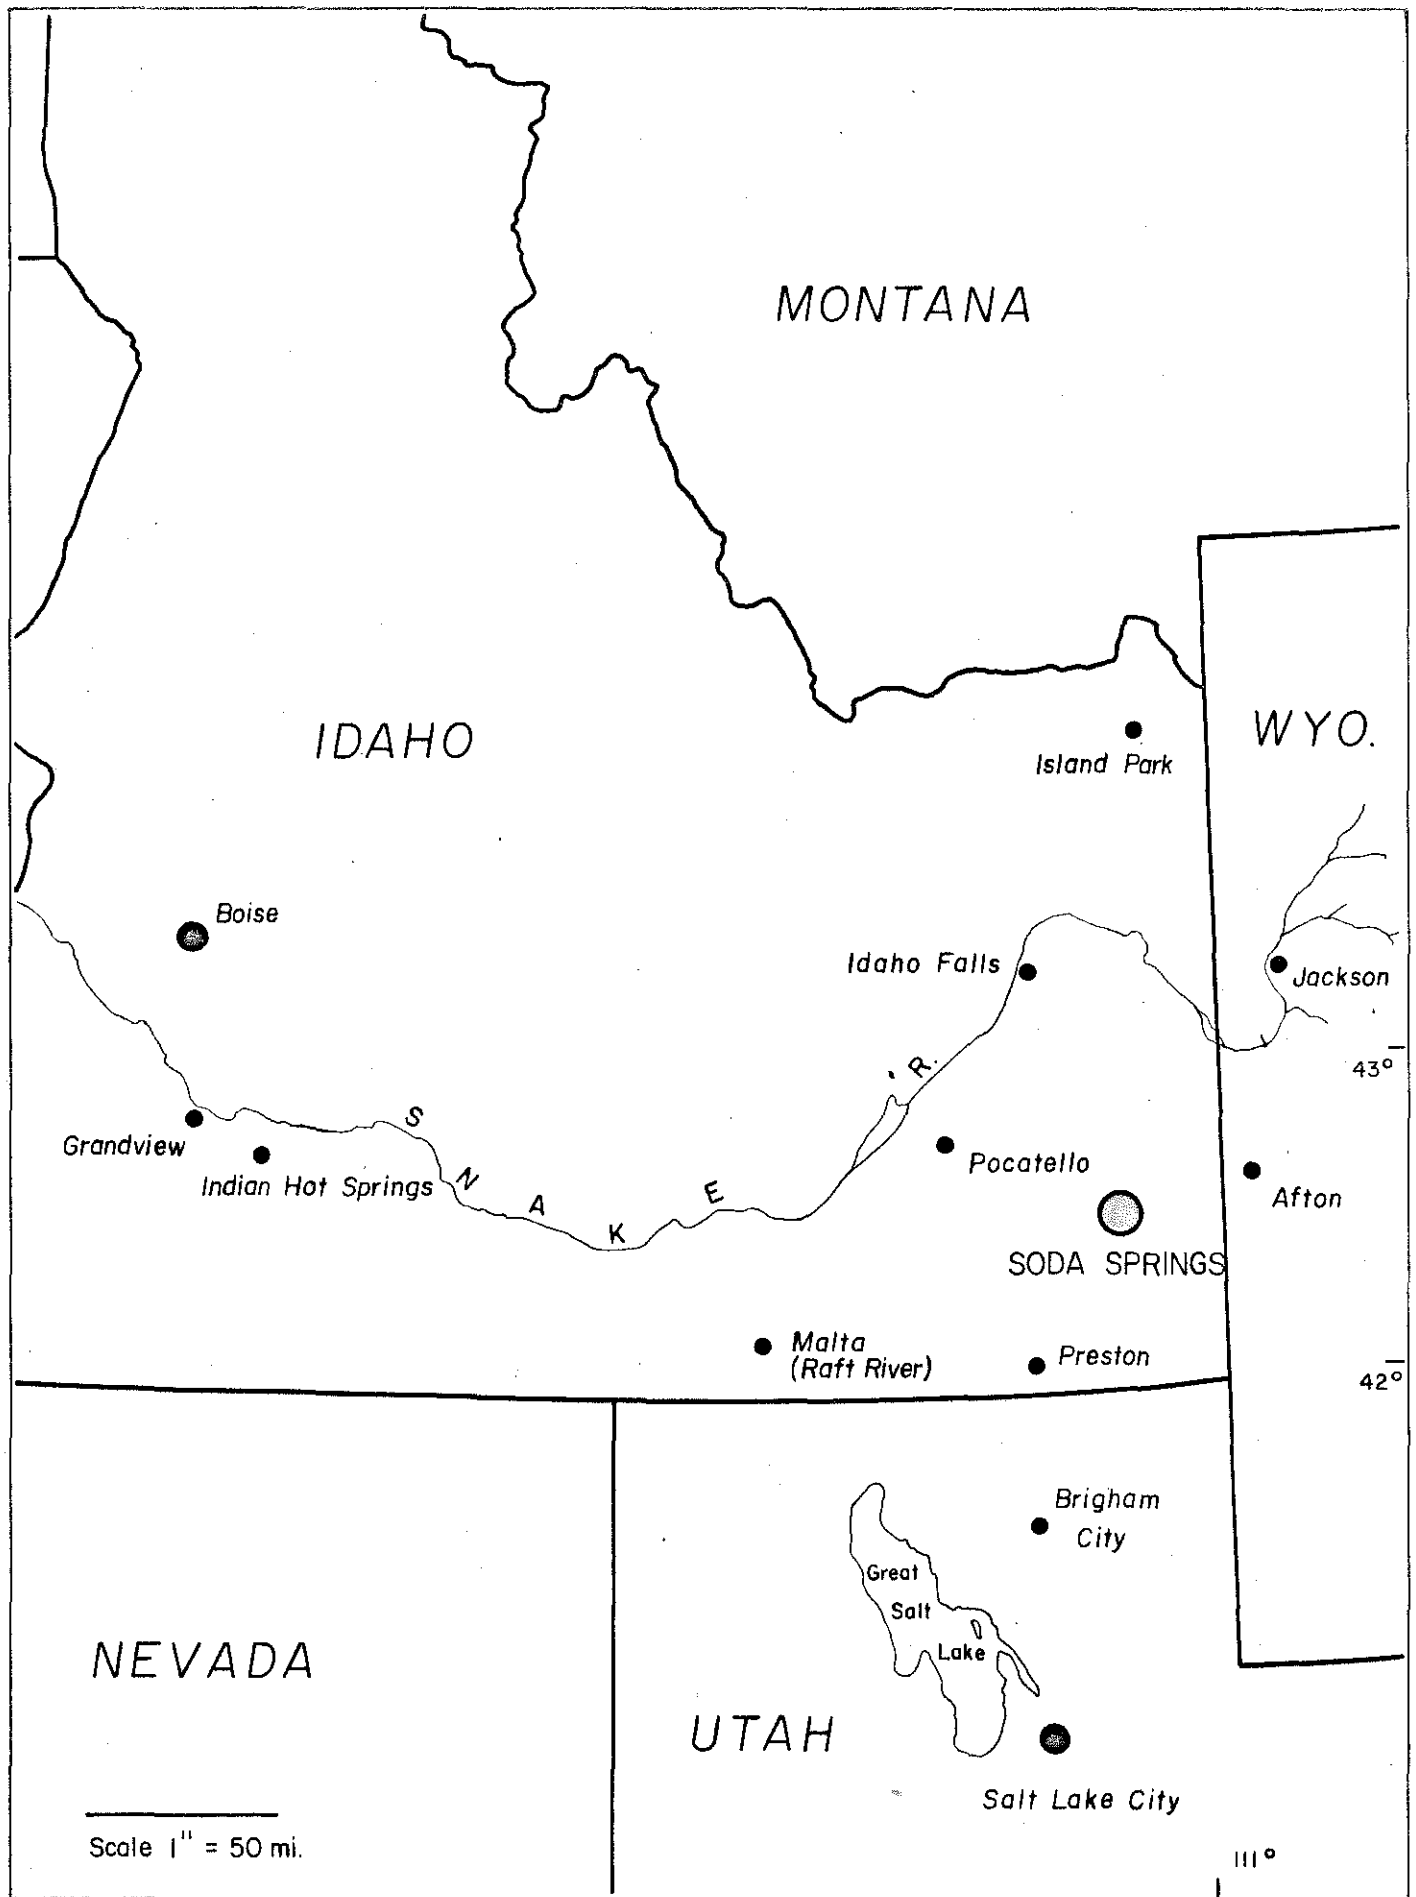 MONTANA
IDAHO
WYO.
Island Park
Boise
Idaho Falls
Jackson
43°
S N A K E R.
Grandview
Indian Hot Springs
Pocatello
Afton
SODA SPRINGS
Malta
(Raft River)
Preston
42°
Brigham
City
Great
Salt
Lake
NEVADA
UTAH
Salt Lake City
Scale 1" = 50 mi.
111°